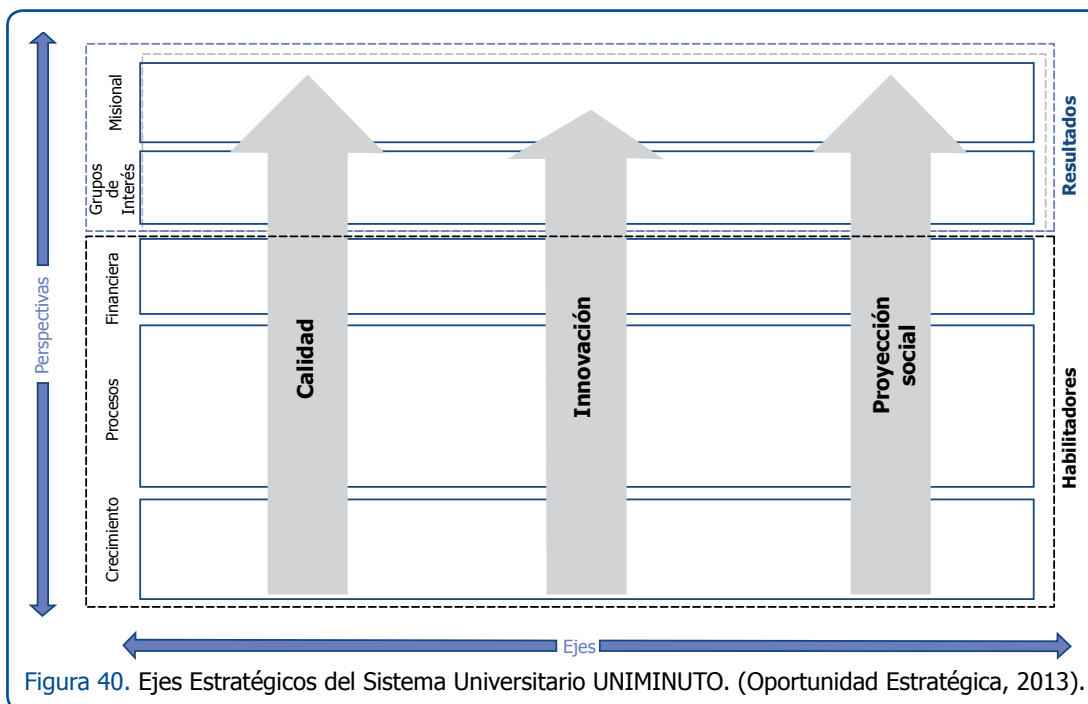 Perspectivas
Misional
Grupos
de
Interés
Financiera
Procesos
Crecimiento
Calidad
Innovación
Proyección
social
Resultados
Habilitadores
Ejes
Figura 40. Ejes Estratégicos del Sistema Universitario UNIMINUTO. (Oportunidad Estratégica, 2013).